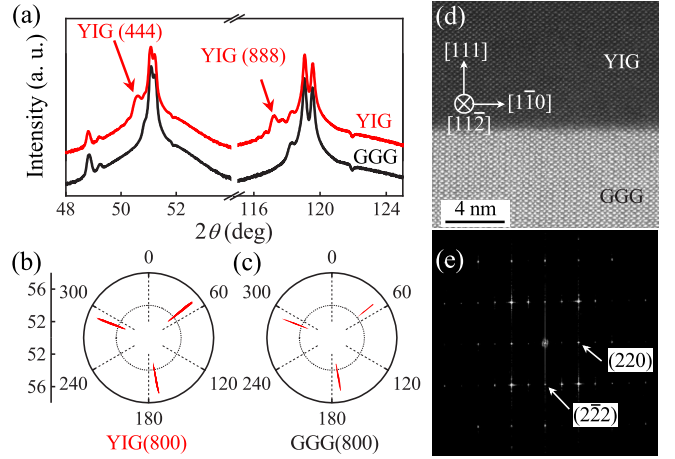 (a)
YIG (444)
YIG (888)
YIG
GGG
Intensity (a. u.)
48 50 52 116 120 124
2θ (deg)
(b)
0
60
120
180
240
300
56
52
52
56
YIG(800)
(c)
0
60
120
180
240
300
GGG(800)
(d)
[111]
[11̄0]
[112̄]
YIG
GGG
4 nm
(e)
(220)
(22̄2)